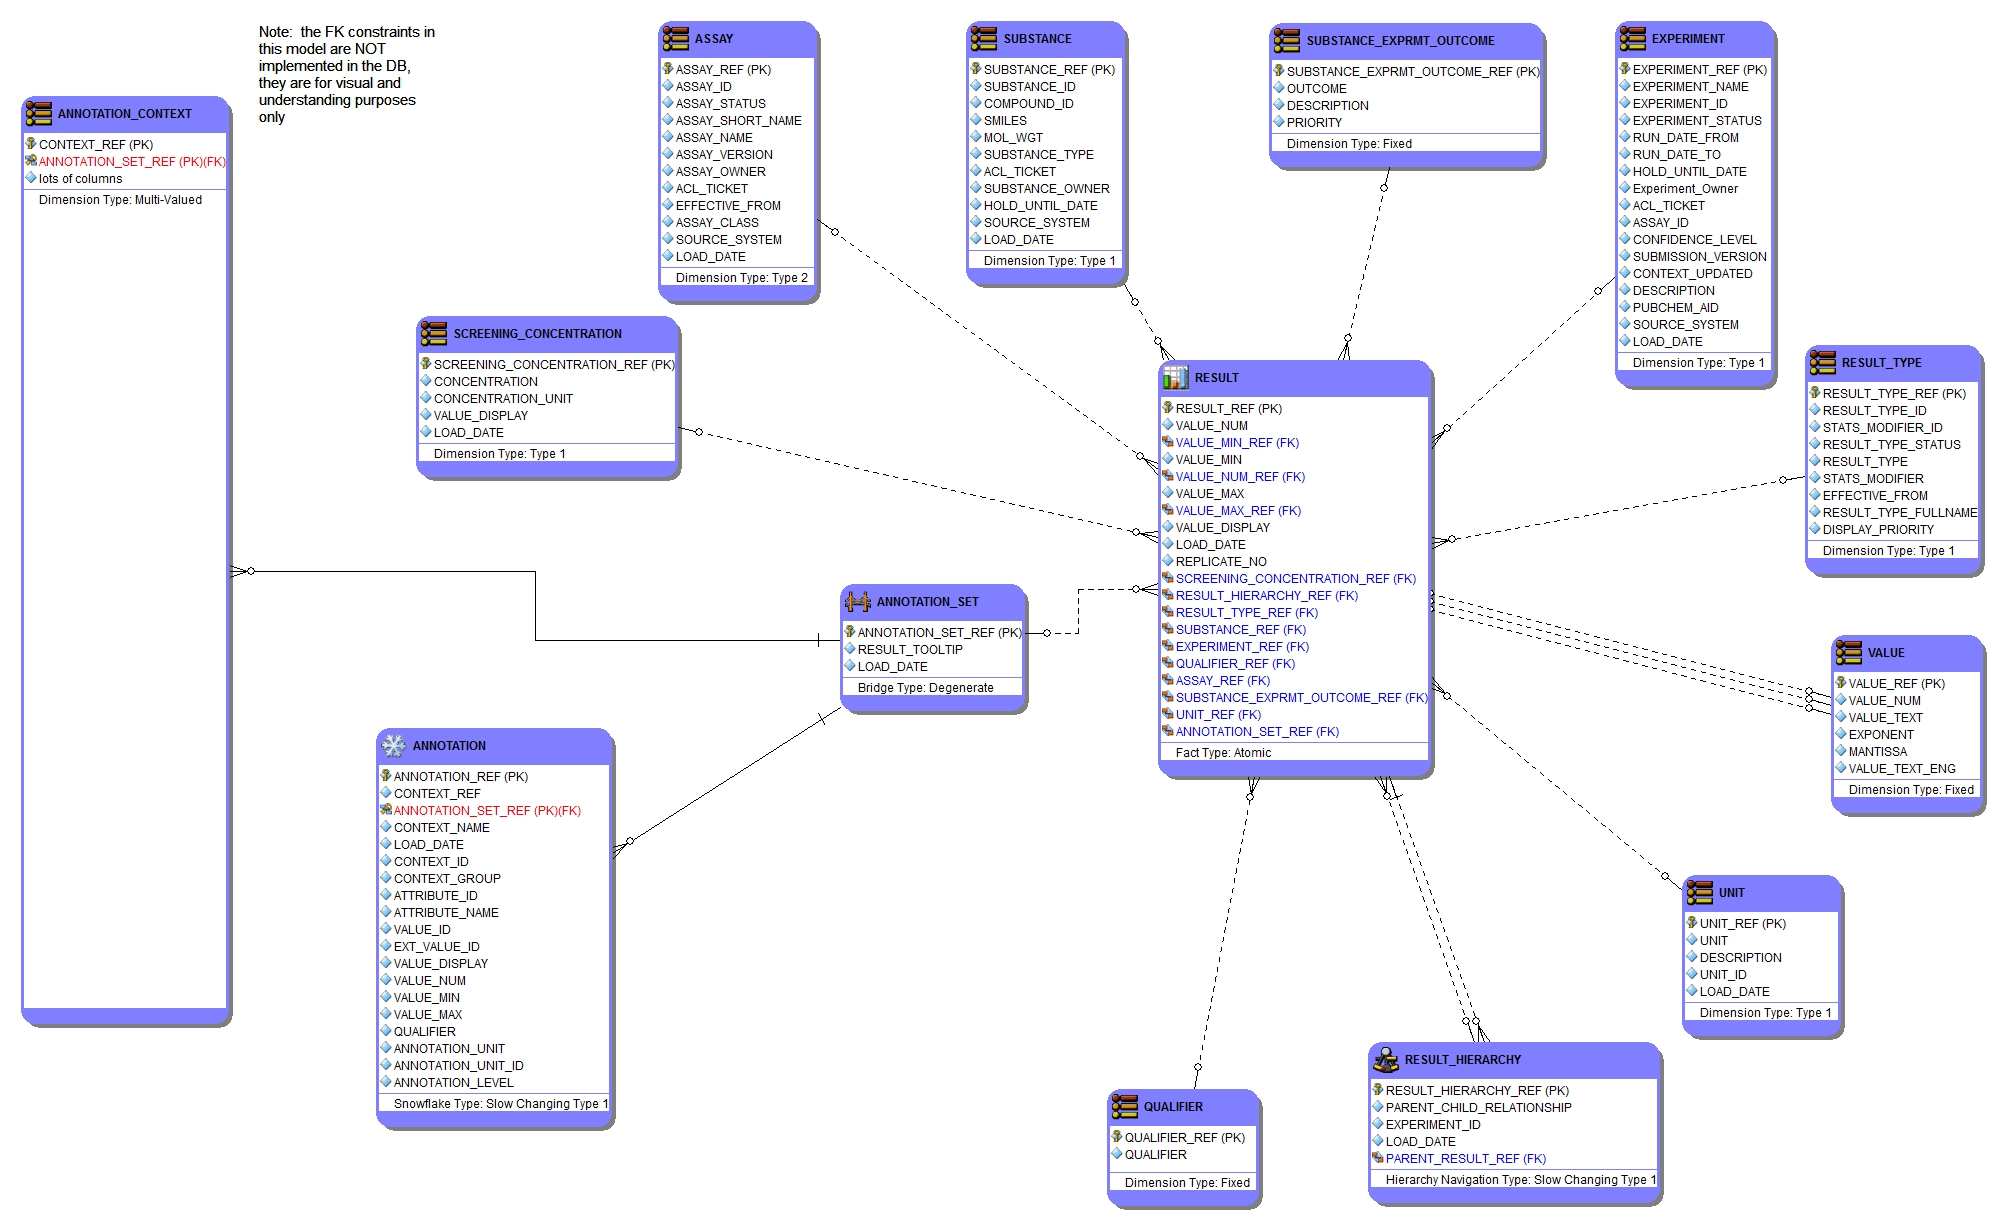 Note: the FK constraints in
this model are NOT
implemented in the DB,
they are for visual and
understanding purposes
only
ANNOTATION_CONTEXT
CONTEXT_REF (PK)
ANNOTATION_SET_REF (PK)(FK)
lots of columns
Dimension Type: Multi-Valued
ASSAY
ASSAY_REF (PK)
ASSAY_ID
ASSAY_STATUS
ASSAY_SHORT_NAME
ASSAY_NAME
ASSAY_VERSION
ASSAY_OWNER
ACL_TICKET
EFFECTIVE_FROM
ASSAY_CLASS
SOURCE_SYSTEM
LOAD_DATE
Dimension Type: Type 2
SUBSTANCE
SUBSTANCE_REF (PK)
SUBSTANCE_ID
COMPOUND_ID
SMILES
MOL_WGT
SUBSTANCE_TYPE
ACL_TICKET
SUBSTANCE_OWNER
HOLD_UNTIL_DATE
SOURCE_SYSTEM
LOAD_DATE
Dimension Type: Type 1
SUBSTANCE_EXPRMT_OUTCOME
SUBSTANCE_EXPRMT_OUTCOME_REF (PK)
OUTCOME
DESCRIPTION
PRIORITY
Dimension Type: Fixed
EXPERIMENT
EXPERIMENT_REF (PK)
EXPERIMENT_NAME
EXPERIMENT_ID
EXPERIMENT_STATUS
RUN_DATE_FROM
RUN_DATE_TO
HOLD_UNTIL_DATE
Experiment_Owner
ACL_TICKET
ASSAY_ID
CONFIDENCE_LEVEL
SUBMISSION_VERSION
CONTEXT_UPDATED
DESCRIPTION
PUBCHEM_AID
SOURCE_SYSTEM
LOAD_DATE
Dimension Type: Type 1
SCREENING_CONCENTRATION
SCREENING_CONCENTRATION_REF (PK)
CONCENTRATION
CONCENTRATION_UNIT
VALUE_DISPLAY
LOAD_DATE
Dimension Type: Type 1
RESULT
RESULT_REF (PK)
VALUE_NUM
VALUE_MIN_REF (FK)
VALUE_MIN
VALUE_NUM_REF (FK)
VALUE_MAX
VALUE_MAX_REF (FK)
VALUE_DISPLAY
LOAD_DATE
REPLICATE_NO
SCREENING_CONCENTRATION_REF (FK)
RESULT_HIERARCHY_REF (FK)
RESULT_TYPE_REF (FK)
SUBSTANCE_REF (FK)
EXPERIMENT_REF (FK)
QUALIFIER_REF (FK)
ASSAY_REF (FK)
SUBSTANCE_EXPRMT_OUTCOME_REF (FK)
UNIT_REF (FK)
ANNOTATION_SET_REF (FK)
Fact Type: Atomic
RESULT_TYPE
RESULT_TYPE_REF (PK)
RESULT_TYPE_ID
STATS_MODIFIER_ID
RESULT_TYPE_STATUS
RESULT_TYPE
STATS_MODIFIER
EFFECTIVE_FROM
RESULT_TYPE_FULLNAME
DISPLAY_PRIORITY
Dimension Type: Type 1
ANNOTATION_SET
ANNOTATION_SET_REF (PK)
RESULT_TOOLTIP
LOAD_DATE
Bridge Type: Degenerate
VALUE
VALUE_REF (PK)
VALUE_NUM
VALUE_TEXT
EXPONENT
MANTISSA
VALUE_TEXT_ENG
Dimension Type: Fixed
ANNOTATION
ANNOTATION_REF (PK)
CONTEXT_REF
ANNOTATION_SET_REF (PK)(FK)
CONTEXT_NAME
LOAD_DATE
CONTEXT_ID
CONTEXT_GROUP
ATTRIBUTE_ID
ATTRIBUTE_NAME
VALUE_ID
EXT_VALUE_ID
VALUE_DISPLAY
VALUE_NUM
VALUE_MIN
VALUE_MAX
QUALIFIER
ANNOTATION_UNIT
ANNOTATION_UNIT_ID
ANNOTATION_LEVEL
Snowflake Type: Slow Changing Type 1
UNIT
UNIT_REF (PK)
UNIT
DESCRIPTION
UNIT_ID
LOAD_DATE
Dimension Type: Type 1
QUALIFIER
QUALIFIER_REF (PK)
QUALIFIER
Dimension Type: Fixed
RESULT_HIERARCHY
RESULT_HIERARCHY_REF (PK)
PARENT_CHILD_RELATIONSHIP
EXPERIMENT_ID
LOAD_DATE
PARENT_RESULT_REF (FK)
Hierarchy Navigation Type: Slow Changing Type 1